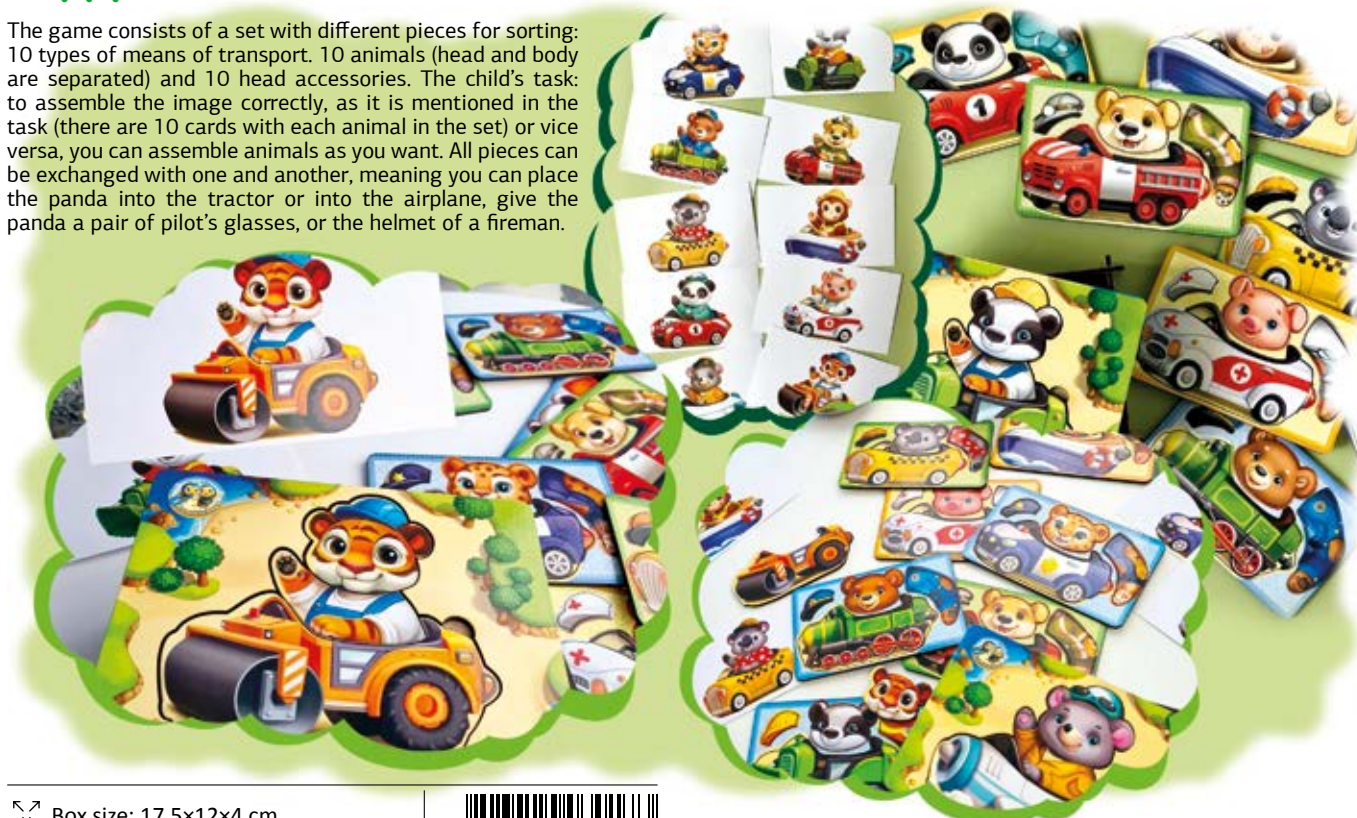 The game consists of a set with different pieces for sorting:
10 types of means of transport. 10 animals (head and body
are separated) and 10 head accessories. The child's task:
to assemble the image correctly, as it is mentioned in the
task (there are 10 cards with each animal in the set) or vice
versa, you can assemble animals as you want. All pieces can
be exchanged with one and another, meaning you can place
the panda into the tractor or into the airplane, give the
panda a pair of pilot's glasses, or the helmet of a fireman.
1
1
Box size: 17,5×12×4 cm